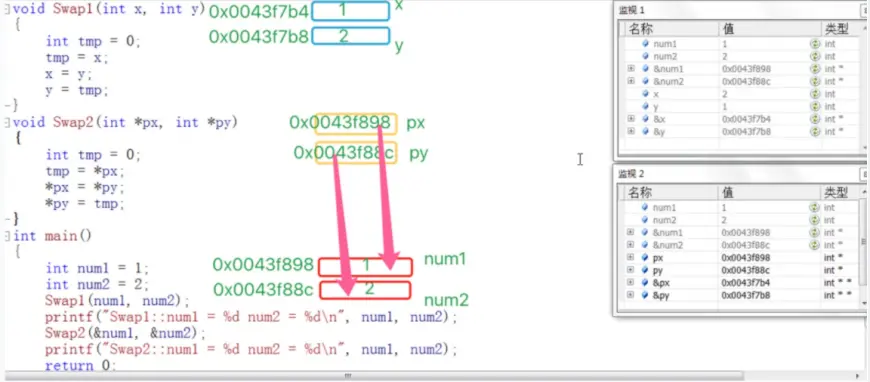 void Swap1(int x, int y)
0x0043f7b4 1 x
{
0x0043f7b8 2 y
int tmp = 0;
tmp = x;
x = y;
y = tmp;
}
void Swap2(int *px, int *py)
0x0043f898 px
{
0x0043f88c py
int tmp = 0;
tmp = *px;
*px = *py;
*py = tmp;
}
int main()
{
0x0043f898 1 num1
int num1 = 1;
0x0043f88c 2 num2
int num2 = 2;
Swap1(num1, num2);
printf("Swap1::num1 = %d num2 = %d\n", num1, num2);
Swap2(&num1, &num2);
printf("Swap2::num1 = %d num2 = %d\n", num1, num2);
return 0;
监视 1
名称 值 类型
num1 1 int
num2 2 int
&num1 0x0043f898 int *
&num2 0x0043f88c int *
x 2 int
y 1 int
&x 0x0043f7b4 int *
&y 0x0043f7b8 int *
监视 2
名称 值 类型
num1 1 int
num2 2 int
&num1 0x0043f898 int *
&num2 0x0043f88c int *
px 0x0043f898 int *
py 0x0043f88c int *
&px 0x0043f7b4 int * *
&py 0x0043f7b8 int * *